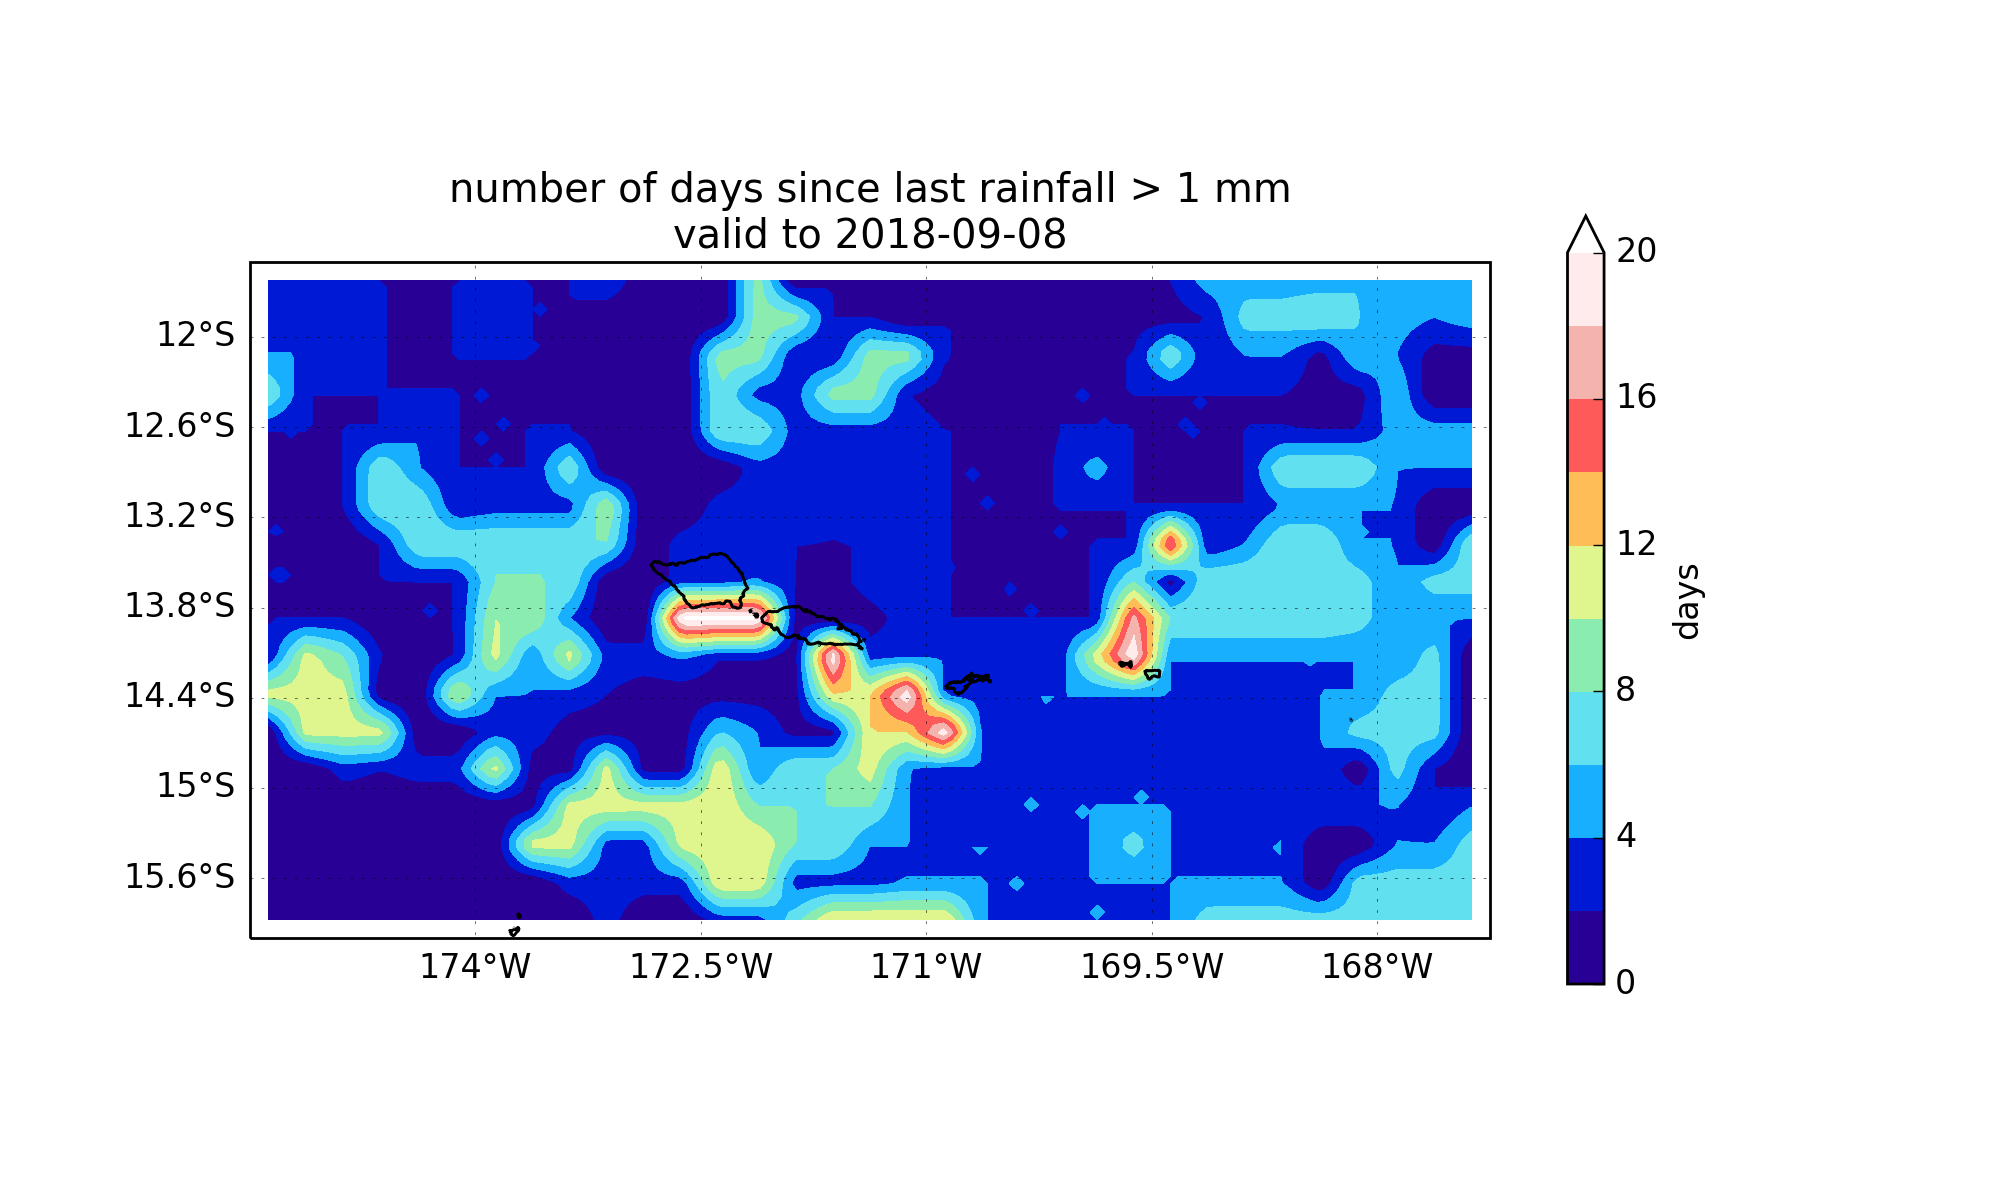 number of days since last rainfall > 1 mm
valid to 2018-09-08
12°S
12.6°S
13.2°S
13.8°S
14.4°S
15°S
15.6°S
174°W
172.5°W
171°W
169.5°W
168°W
20
16
12
8
4
0
days